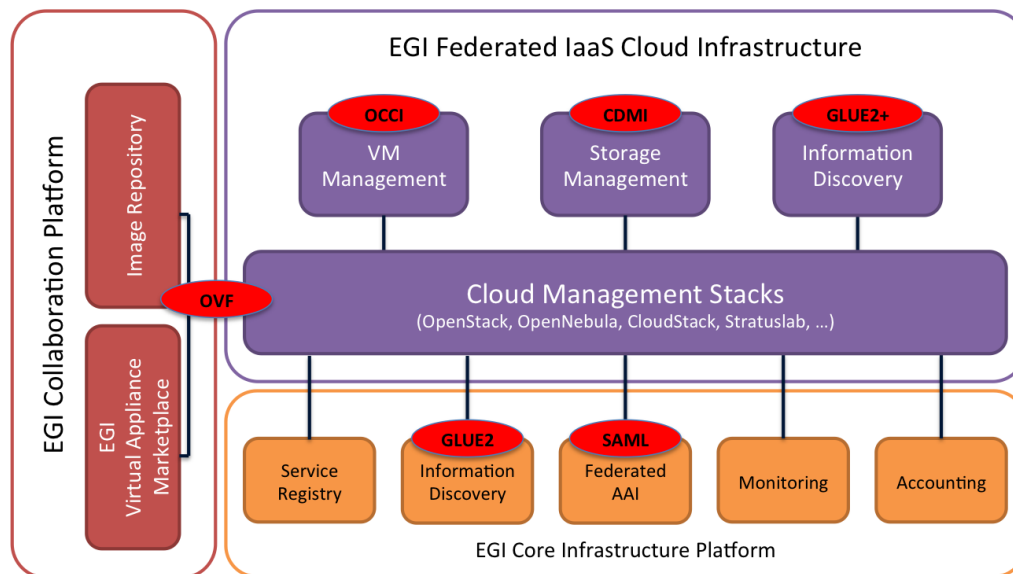 EGI Collaboration Platform
Image Repository
EGI
Virtual Appliance
Marketplace
OVF
EGI Federated IaaS Cloud Infrastructure
OCCI
VM
Management
CDMI
Storage
Management
GLUE2+
Information
Discovery
Cloud Management Stacks
(OpenStack, OpenNebula, CloudStack, Stratuslab, ...)
Service
Registry
GLUE2
Information
Discovery
SAML
Federated
AAI
Monitoring
Accounting
EGI Core Infrastructure Platform